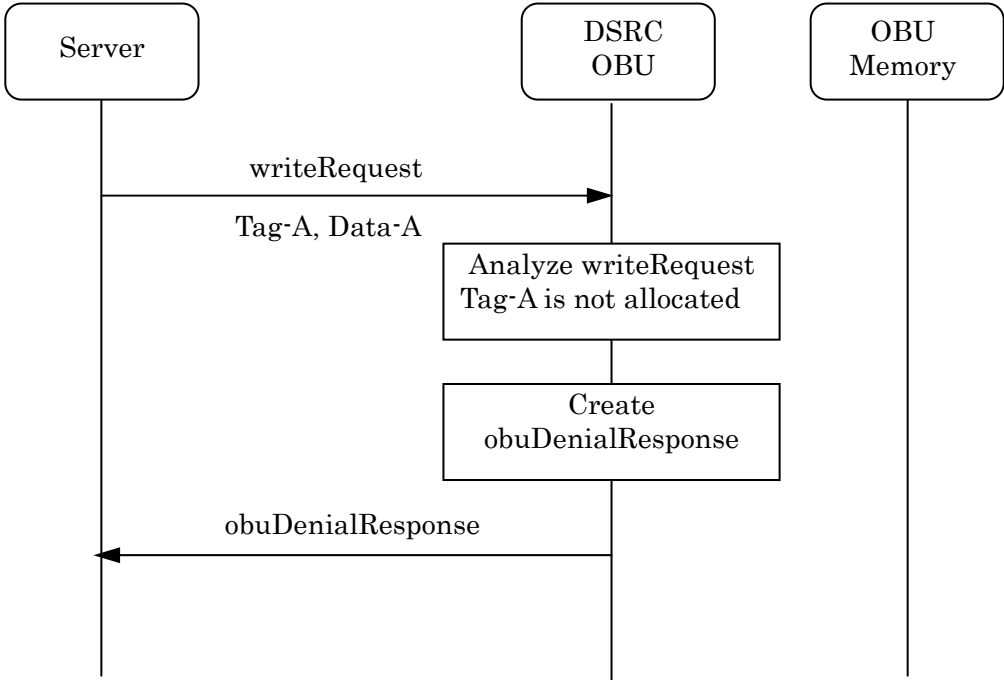 Server
DSRC
OBU
OBU
Memory
writeRequest
Tag-A, Data-A
Analyze writeRequest
Tag-A is not allocated
Create
obuDenialResponse
obuDenialResponse